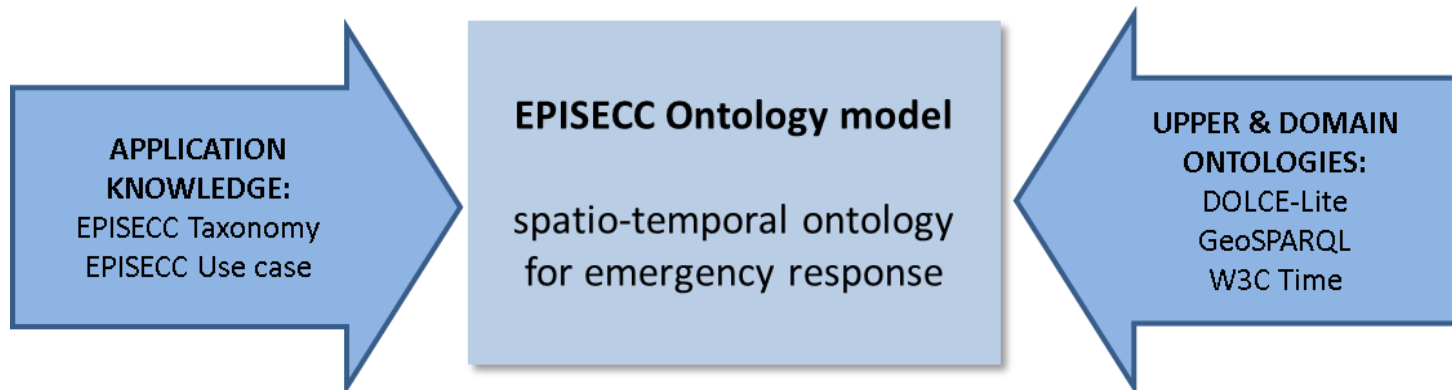 APPLICATION
KNOWLEDGE:
EPISECC Taxonomy
EPISECC Use case
EPISECC Ontology model
spatio-temporal ontology
for emergency response
UPPER & DOMAIN
ONTOLOGIES:
DOLCE-Lite
GeoSPARQL
W3C Time